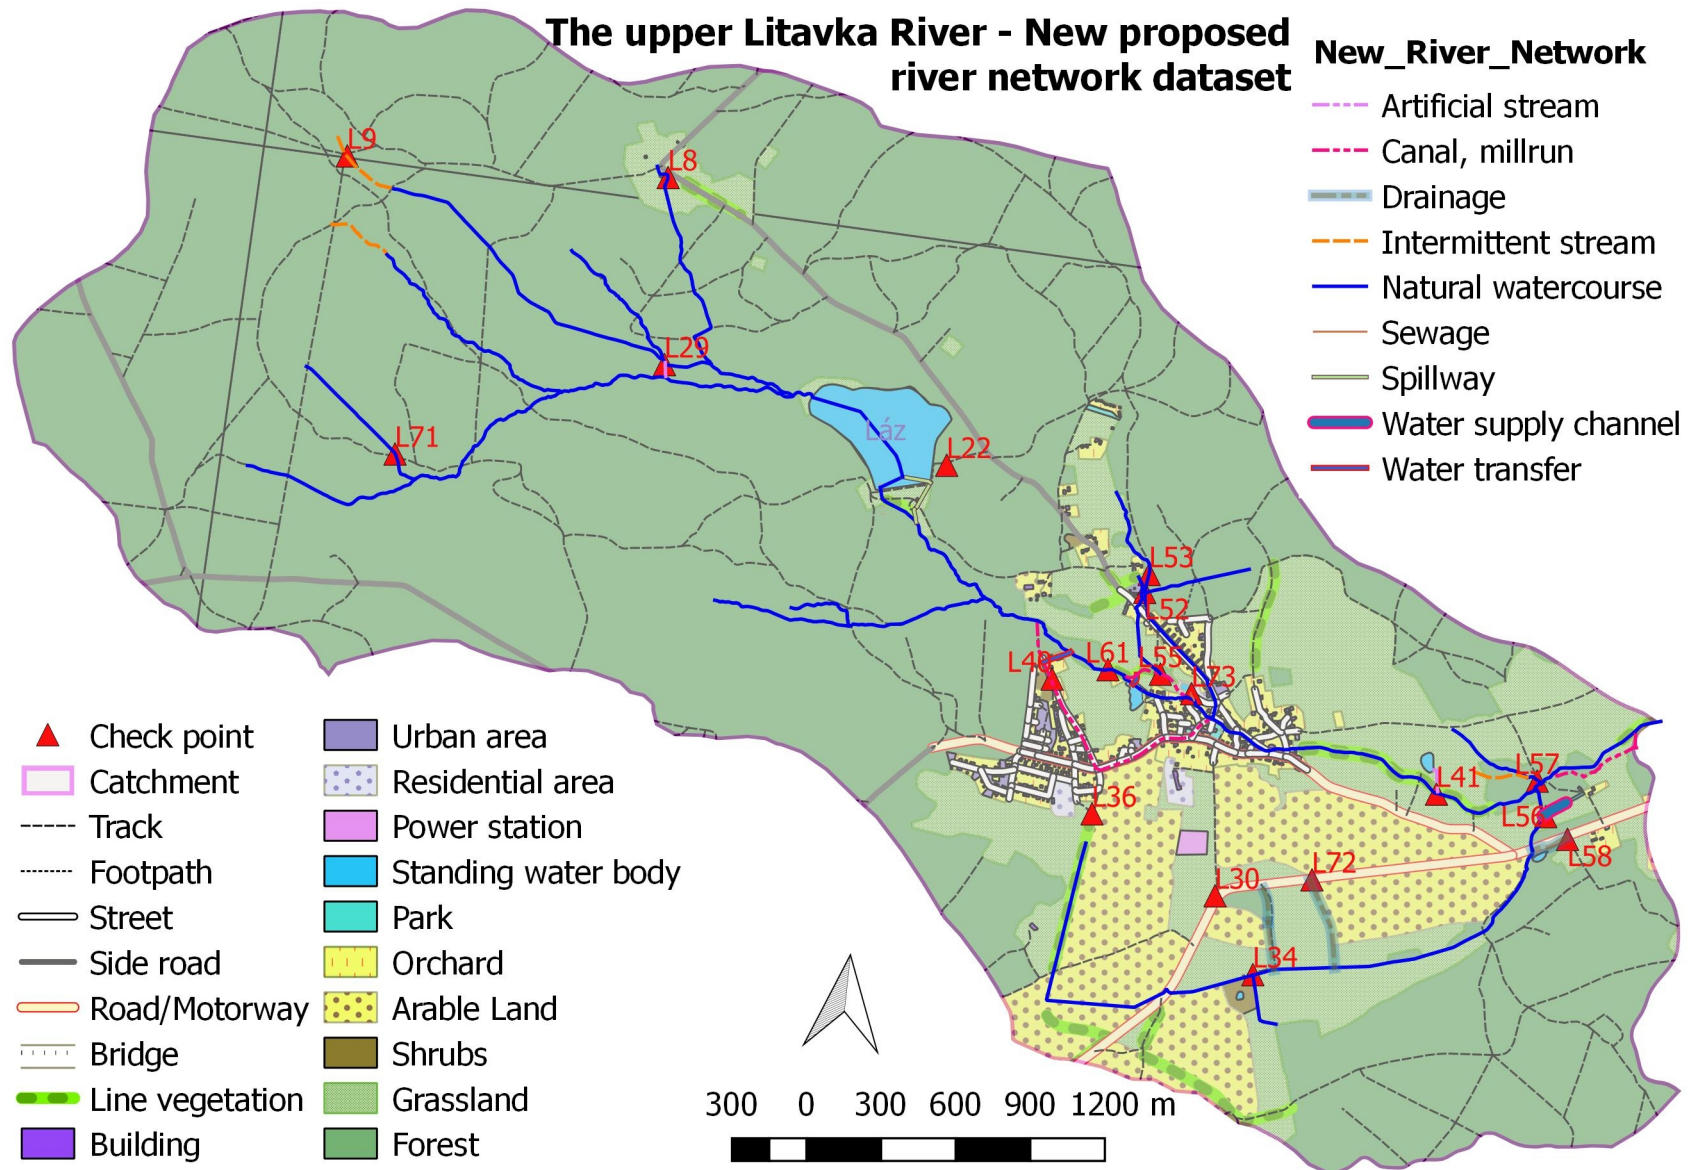 The upper Litavka River - New proposed
river network dataset
New_River_Network
Artificial stream
Canal, millrun
Drainage
Intermittent stream
Natural watercourse
Sewage
Spillway
Water supply channel
Water transfer
L9
L8
L29
L71
Láz
L22
L53
L52
L61
L55
L73
L57
L41
L56
L58
L36
L72
L30
L34
Check point
Catchment
Track
Footpath
Street
Side road
Road/Motorway
Bridge
Line vegetation
Building
Urban area
Residential area
Power station
Standing water body
Park
Orchard
Arable Land
Shrubs
Grassland
Forest
300 0 300 600 900 1200 m